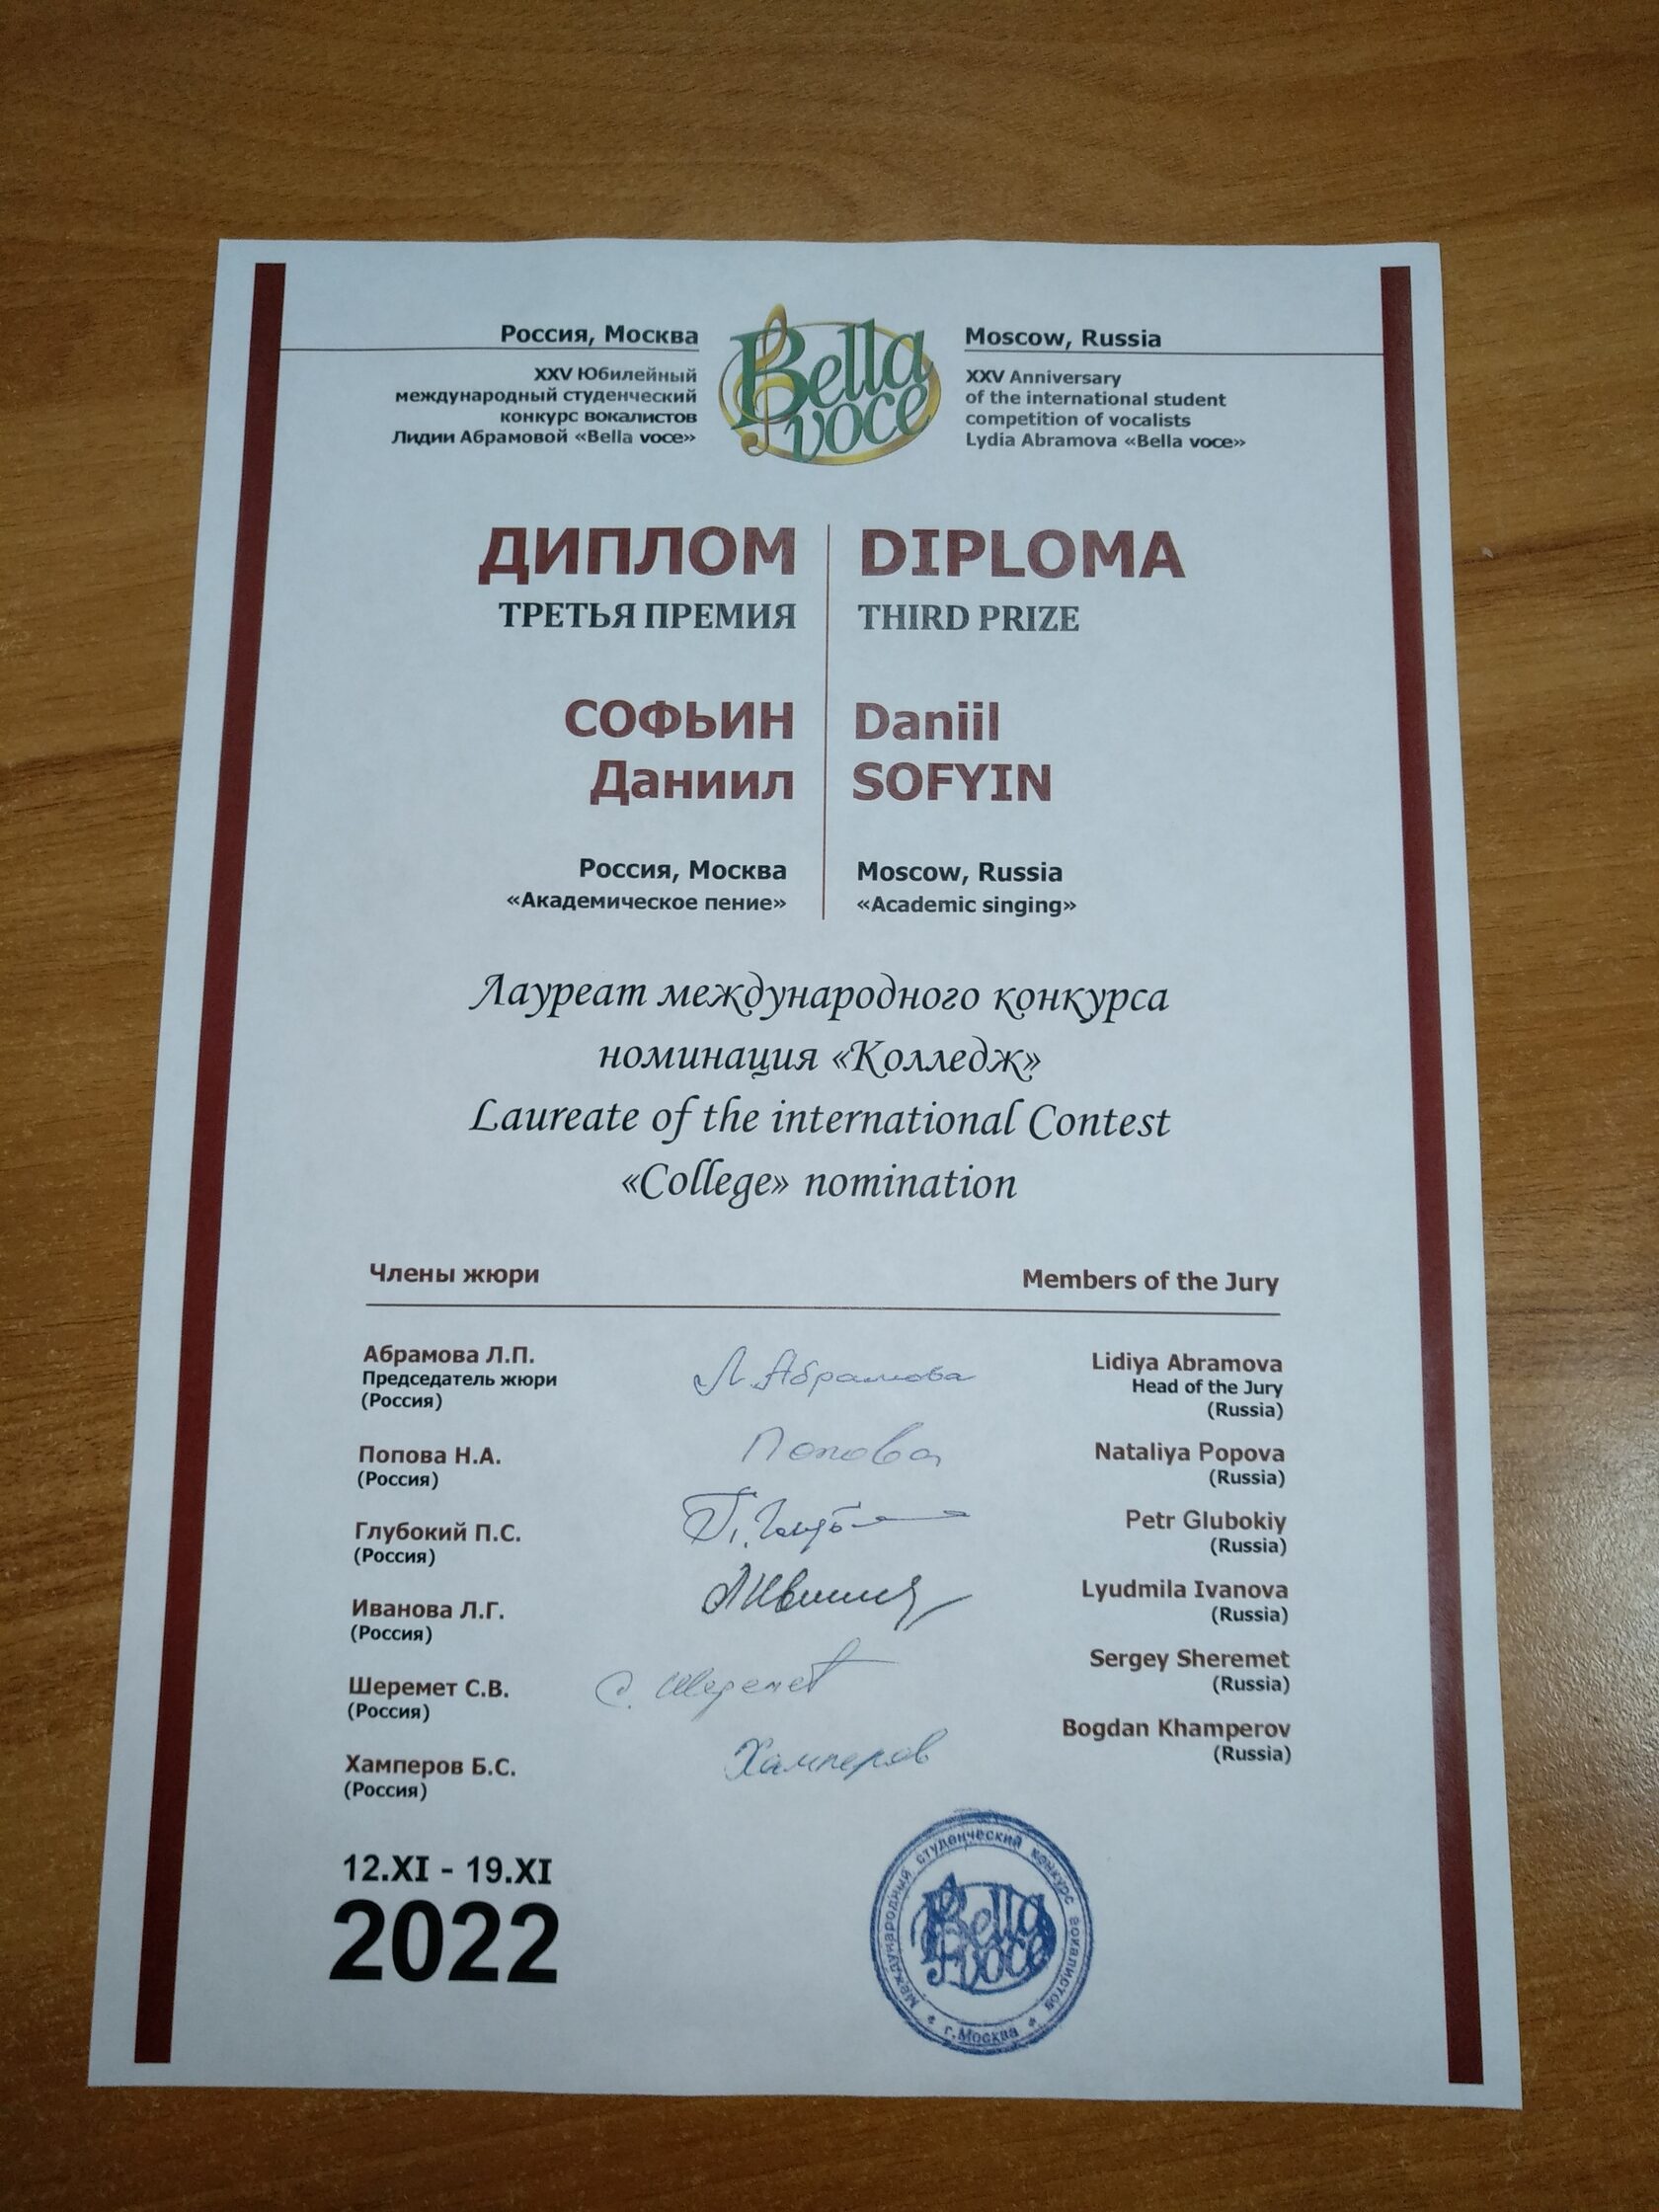 Россия, Москва
XXV Юбилейный
международный студенческий
конкурс вокалистов
Лидии Абрамовой «Bella voce»
Bella
voce
Moscow, Russia
XXV Anniversary
of the international student
competition of vocalists
Lydia Abramova «Bella voce»
ДИПЛОМ
ТРЕТЬЯ ПРЕМИЯ
СОФЬИН
Даниил
Россия, Москва
«Академическое пение»
DIPLOMA
THIRD PRIZE
Daniil
SOFYIN
Moscow, Russia
«Academic singing»
Лауреат международного конкурса
номинация «Колледж»
Laureate of the international Contest
«College» nomination
Члены жюри
Members of the Jury
Абрамова Л.П.
Председатель жюри
(Россия)
Л. Абрамова
Lidiya Abramova
Head of the Jury
(Russia)
Попова Н.А.
(Россия)
Попова
Nataliya Popova
(Russia)
Глубокий П.С.
(Россия)
Petr Glubokiy
(Russia)
Иванова Л.Г.
(Россия)
Lyudmila Ivanova
(Russia)
Шеремет С.В.
(Россия)
С. Шеремет
Sergey Sheremet
(Russia)
Хамперов Б.С.
(Россия)
Хамперов
Bogdan Khamperov
(Russia)
12.XI - 19.XI
2022
Международный студенческий конкурс вокалистов
Bella
voce
г.Москва